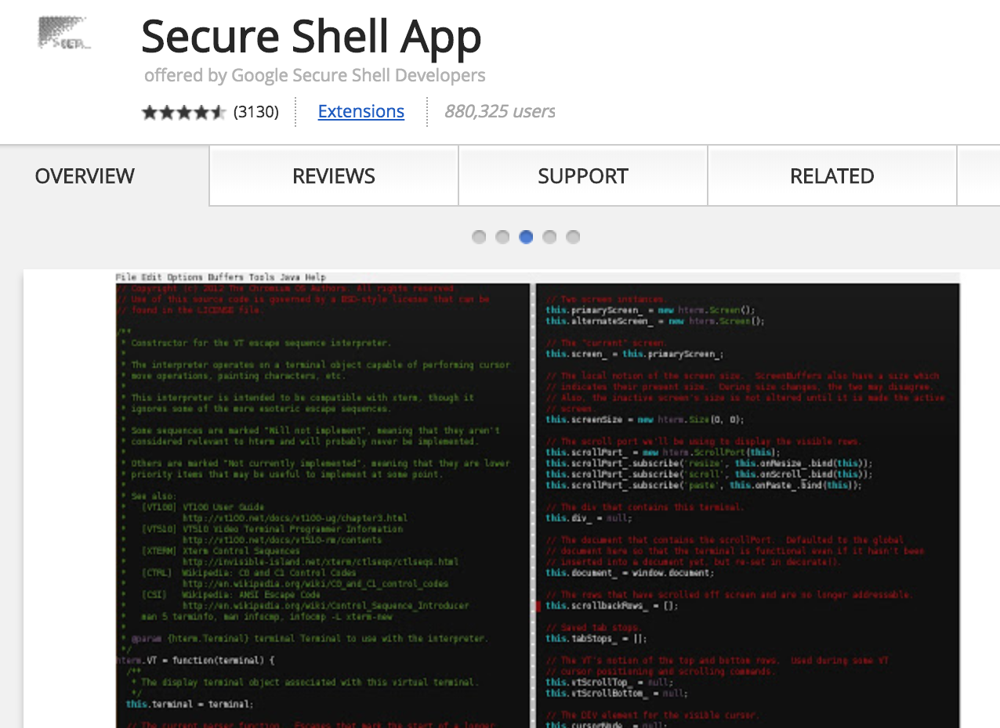 Secure Shell App
offered by Google Secure Shell Developers
(3130)
Extensions
880,325 users
OVERVIEW
REVIEWS
SUPPORT
RELATED
File Edit Options Buffers Tools Java Help
// Copyright (c) 2012 The Chromium OS Authors. All rights reserved
// Use of this source code is governed by a BSD-style license that can be
// found in the LICENSE file.
/**
* Constructor for the VT escape sequence interpreter.
*
* The interpreter operates on a terminal object capable of performing cursor
* move operations, painting characters, etc.
*
* This interpreter is intended to be compatible with xterm, though it
* ignores some of the more esoteric escape sequences.
*
* Some sequences are marked "Will not implement", meaning that they aren't
* considered relevant to hterm and will probably never be implemented.
*
* Others are marked "Not currently implemented", meaning that they are lower
* priority items that may be useful to implement at some point.
*
* See also:
* [VT100] VT100 User Guide
* http://vt100.net/docs/vt100-ug/chapter3.html
* [VT510] VT510 Video Terminal Programmer Information
* http://vt100.net/docs/vt510-rm/contents
* [XTERM] Xterm Control Sequences
* http://invisible-island.net/xterm/ctlseqs/ctlseqs.html
* [CTRL] Wikipedia: C0 and C1 Control Codes
* http://en.wikipedia.org/wiki/C0_and_C1_control_codes
* [CSI] Wikipedia: ANSI Escape Code
* http://en.wikipedia.org/wiki/Control_Sequence_Introducer
* man 5 terminfo, man infocmp, infocmp -L xterm-new
*
* @param {hterm.Terminal} terminal Terminal to use with the interpreter.
*/
hterm.VT = function(terminal) {
/**
* The display terminal object associated with this virtual terminal.
*/
this.terminal = terminal;
// The current parser function. Escapes that mark the start of a longer
// Two screen instances.
this.primaryScreen_ = new hterm.Screen();
this.alternateScreen_ = new hterm.Screen();
// The "current" screen.
this.screen_ = this.primaryScreen_;
// The local notion of the screen size. ScreenBuffers also have a size which
// indicates their present size. During size changes, the two may disagree.
// Also, the inactive screen's size is not altered until it is made the active
// screen.
this.screenSize = new hterm.Size(0, 0);
// The scroll port we'll be using to display the visible rows.
this.scrollPort_ = new hterm.ScrollPort(this);
this.scrollPort_.subscribe('resize', this.onResize_.bind(this));
this.scrollPort_.subscribe('scroll', this.onScroll_.bind(this));
this.scrollPort_.subscribe('paste', this.onPaste_.bind(this));
// The div that contains this terminal.
this.div_ = null;
// The document that contains the scrollPort. Defaulted to the global
// document here so that the terminal is functional even if it hasn't been
// inserted into a document yet, but re-set in decorate().
this.document_ = window.document;
// The rows that have scrolled off screen and are no longer addressable.
this.scrollbackRows_ = [];
// Saved tab stops.
this.tabStops_ = [];
// The VT's notion of the top and bottom rows. Used during some VT
// cursor positioning and scrolling commands.
this.vtScrollTop_ = null;
this.vtScrollBottom_ = null;
// The DIV element for the visible cursor.
this.cursorNode_ = null;